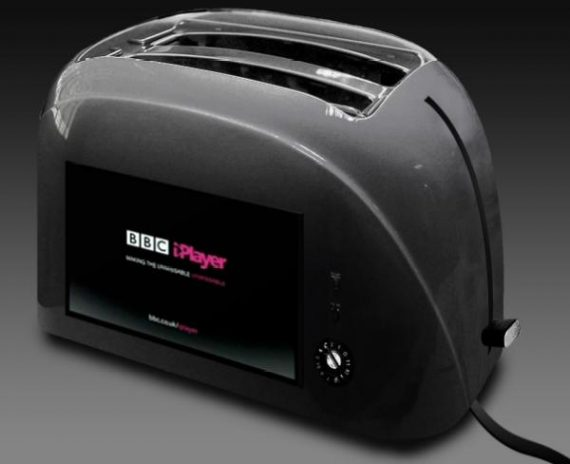 BBC iPlayer
MAKING THE UNMISSABLE UNMISSABLE
bbc.co.uk/iplayer